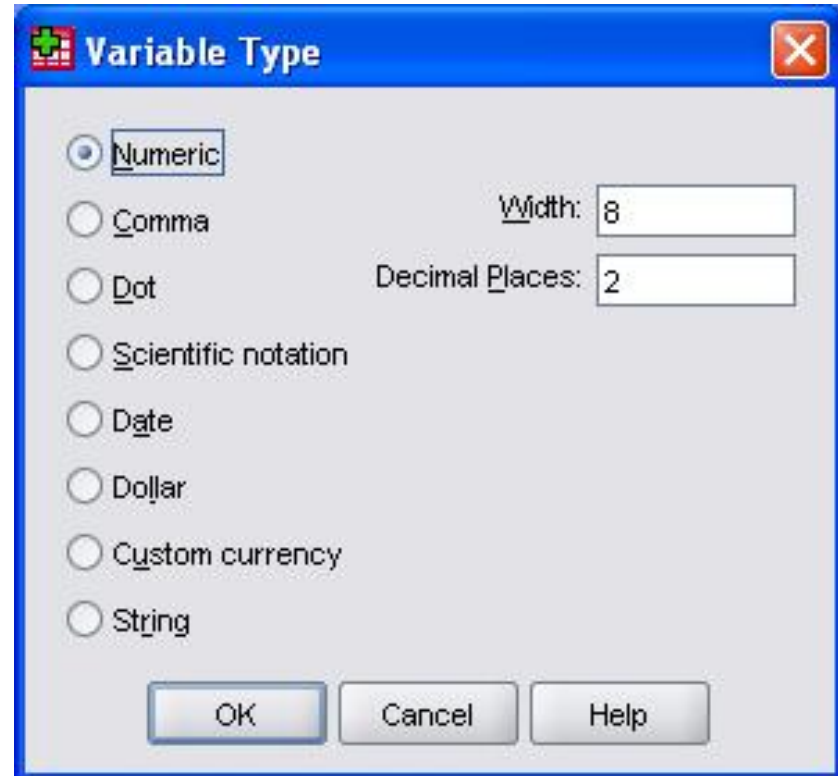 Variable Type
Numeric
Comma
Width: 8
Dot
Decimal Places: 2
Scientific notation
Date
Dollar
Custom currency
String
OK Cancel Help